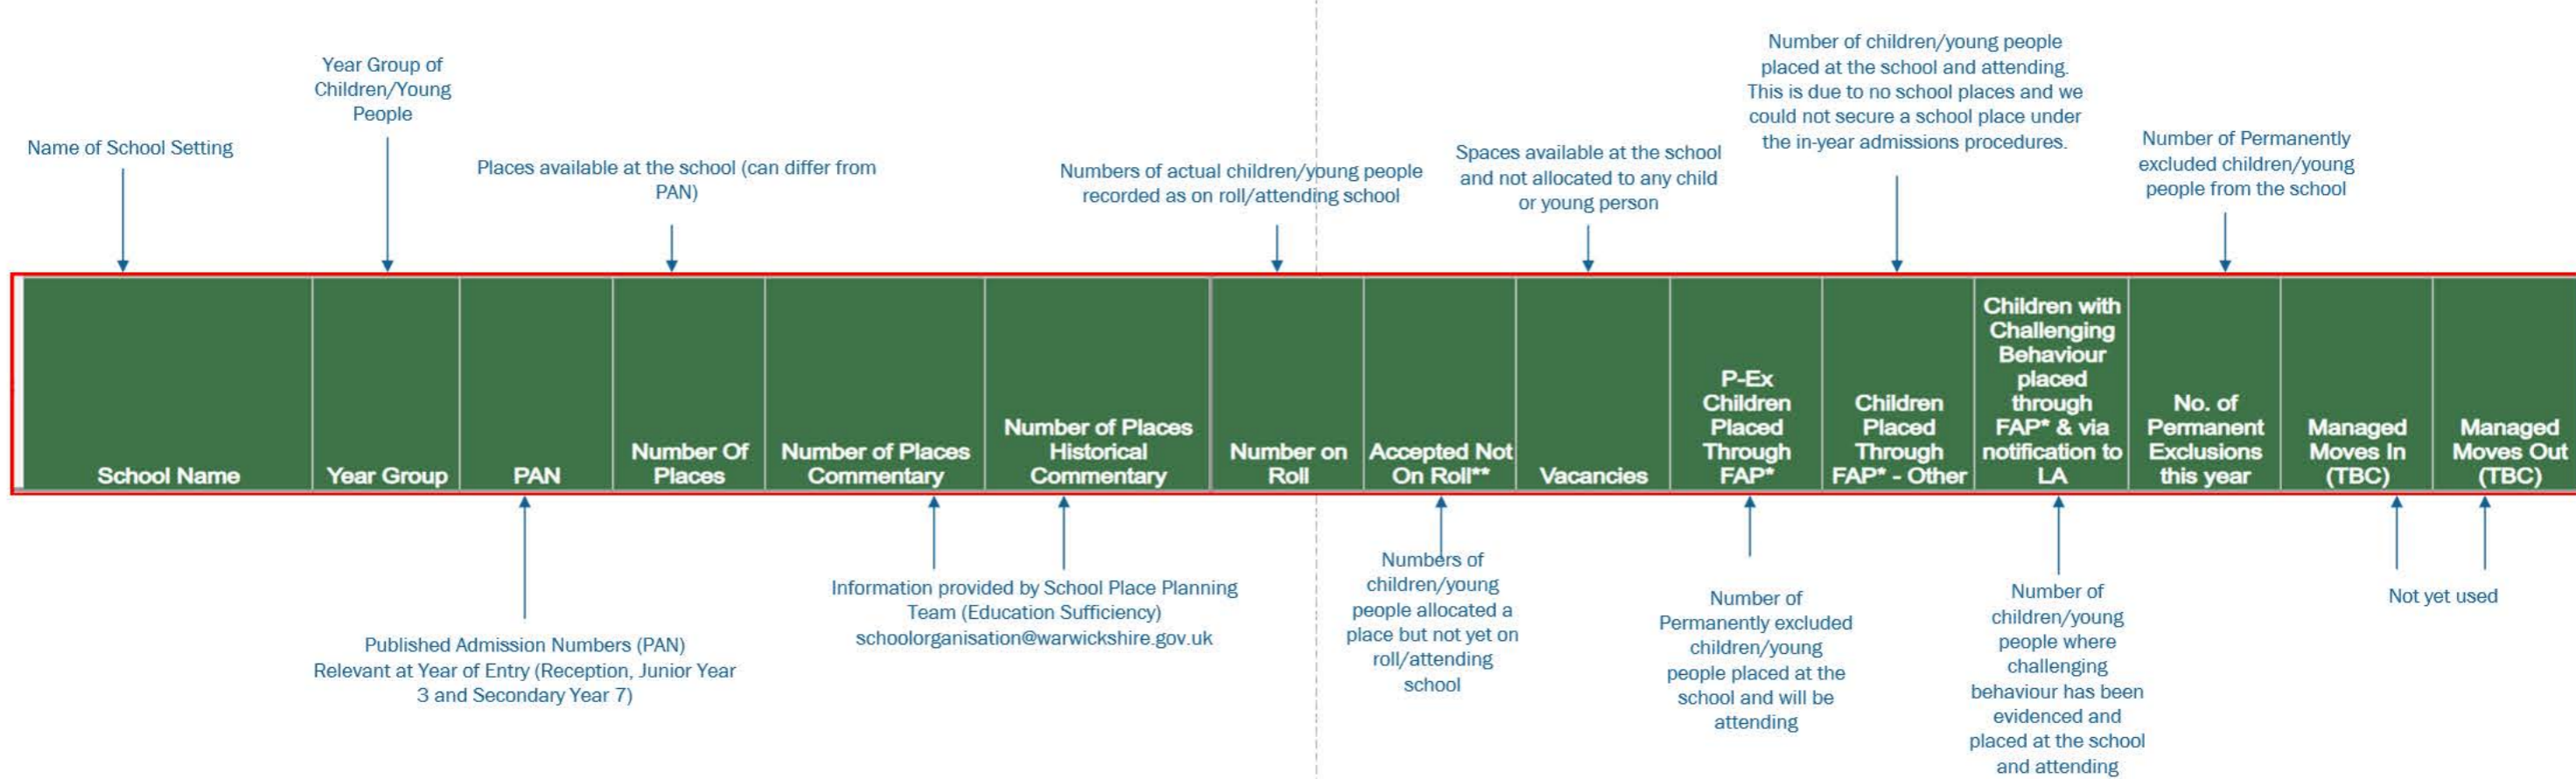 Name of School Setting
Year Group of
Children/Young
People
Places available at the school (can differ from
PAN)
Numbers of actual children/young people
recorded as on roll/attending school
Spaces available at the school
and not allocated to any child
or young person
Number of children/young people
placed at the school and attending.
This is due to no school places and we
could not secure a school place under
the in-year admissions procedures.
Number of Permanently
excluded children/young
people from the school
School Name
Year Group
PAN
Number Of
Places
Number of Places
Commentary
Number of Places
Historical
Commentary
Number on
Roll
Accepted Not
On Roll**
Vacancies
P-Ex
Children
Placed
Through
FAP*
Children
Placed
Through
FAP* - Other
Children with
Challenging
Behaviour
placed
through
FAP* & via
notification to
LA
No. of
Permanent
Exclusions
this year
Managed
Moves In
(TBC)
Managed
Moves Out
(TBC)
Published Admission Numbers (PAN)
Relevant at Year of Entry (Reception, Junior Year
3 and Secondary Year 7)
Information provided by School Place Planning
Team (Education Sufficiency)
schoolorganisation@warwickshire.gov.uk
Numbers of
children/young
people allocated a
place but not yet on
roll/attending
school
Number of
Permanently excluded
children/young
people placed at the
school and will be
attending
Number of
children/young
people where
challenging
behaviour has been
evidenced and
placed at the school
and attending
Not yet used